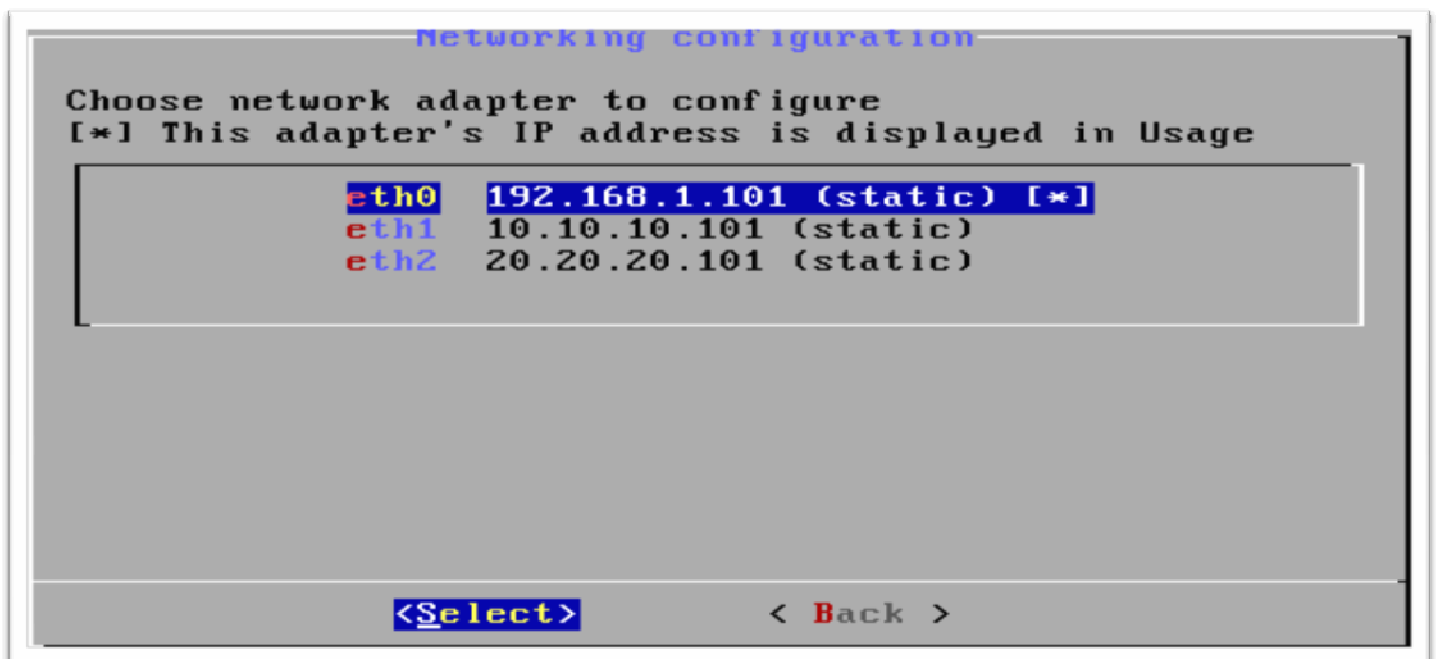 Networking configuration
Choose network adapter to configure
[*] This adapter's IP address is displayed in Usage
eth0 192.168.1.101 (static) [*]
eth1 10.10.10.101 (static)
eth2 20.20.20.101 (static)
<Select> < Back >